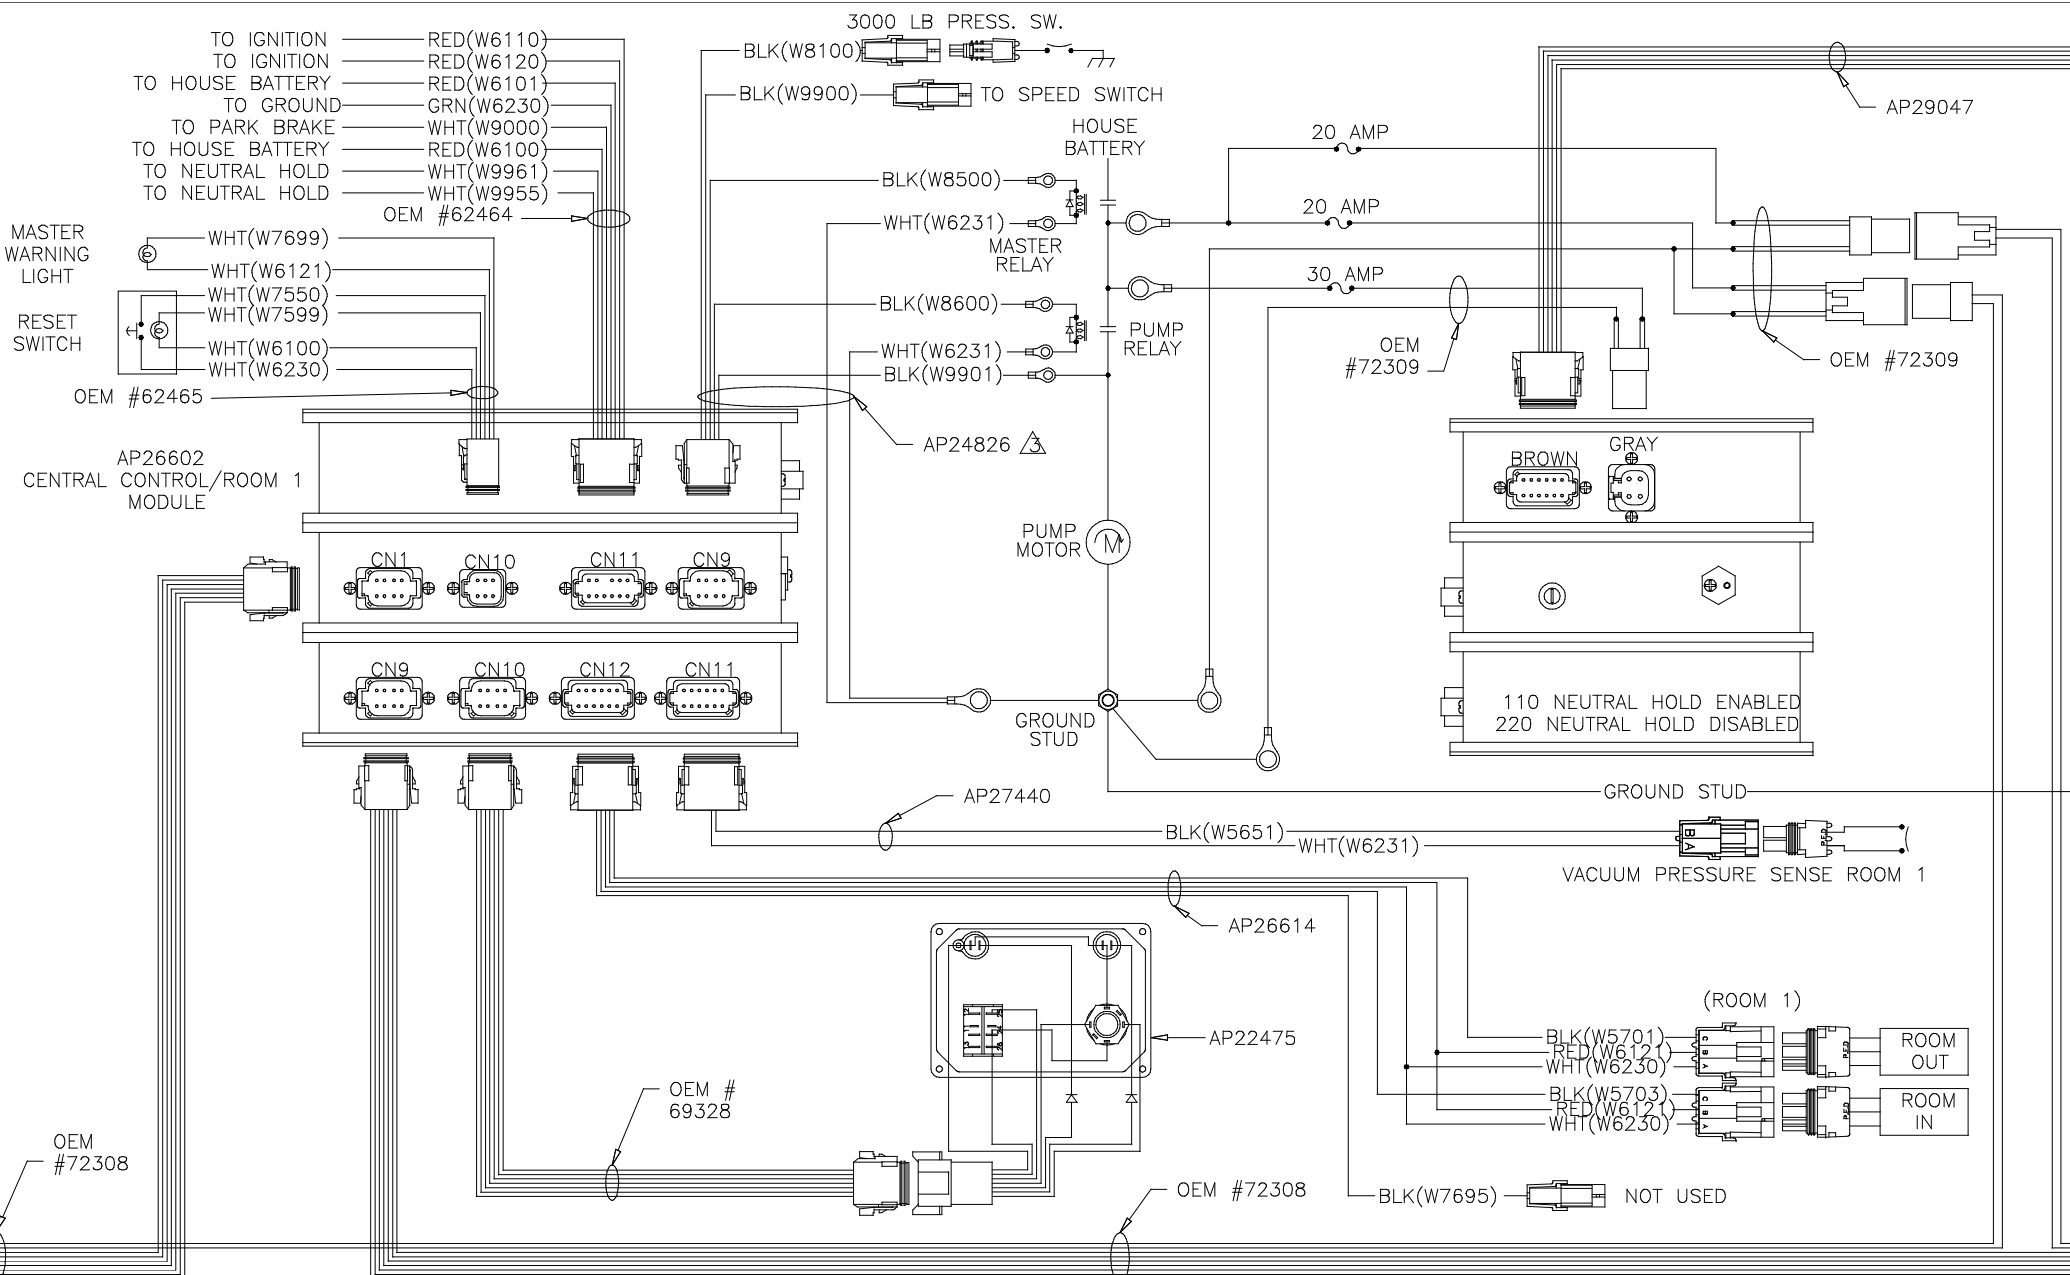 3000 LB PRESS. SW.
TO IGNITION RED(W6110)
TO IGNITION RED(W6120)
TO HOUSE BATTERY RED(W6101)
TO GROUND GRN(W6230)
TO PARK BRAKE WHT(W9000)
TO HOUSE BATTERY RED(W6100)
TO NEUTRAL HOLD WHT(W9961)
TO NEUTRAL HOLD WHT(W9955)
OEM #62464
BLK(W8100)
BLK(W9900) TO SPEED SWITCH
HOUSE
BATTERY
20 AMP
AP29047
BLK(W8500)
WHT(W6231)
MASTER
RELAY
20 AMP
30 AMP
BLK(W8600)
WHT(W6231)
BLK(W9901)
PUMP
RELAY
OEM
#72309
OEM #72309
MASTER
WARNING
LIGHT
WHT(W7699)
WHT(W6121)
RESET
SWITCH
WHT(W7550)
WHT(W7599)
WHT(W6100)
WHT(W6230)
OEM #62465
AP24826 3
AP26602
CENTRAL CONTROL/ROOM 1
MODULE
BROWN
GRAY
PUMP
MOTOR
M
CN1 CN10 CN11 CN9
CN9 CN10 CN12 CN11
GROUND
STUD
110 NEUTRAL HOLD ENABLED
220 NEUTRAL HOLD DISABLED
GROUND STUD
AP27440
BLK(W5651)
WHT(W6231)
B
A
P.E.D
VACUUM PRESSURE SENSE ROOM 1
AP26614
AP22475
(ROOM 1)
BLK(W5701)
RED(W6121)
WHT(W6230)
C
B
A
P.E.D
ROOM
OUT
BLK(W5703)
RED(W6121)
WHT(W6230)
C
B
A
P.E.D
ROOM
IN
OEM #
69328
OEM
#72308
OEM #72308
BLK(W7695) NOT USED